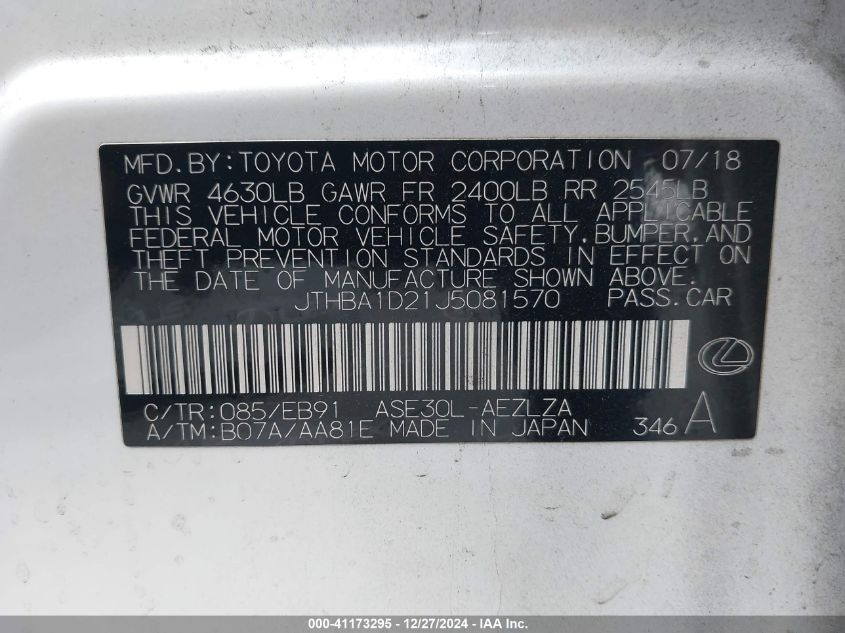 MFD.BY:TOYOTA MOTOR CORPORATION 07/18
GVWR 4630LB GAWR FR 2400LB RR 2545LB
THIS VEHICLE CONFORMS TO ALL APPLICABLE
FEDERAL MOTOR VEHICLE SAFETY,BUMPER,AND
THEFT PREVENTION STANDARDS IN EFFECT ON
THE DATE OF MANUFACTURE SHOWN ABOVE.
JTHBA1D21J5081570 PASS.CAR
C/TR:085/EB91 ASE30L-AEZLZA
A/TM:B07A/AA81E MADE IN JAPAN 346 A
000-41173295 - 12/27/2024 - IAA Inc.